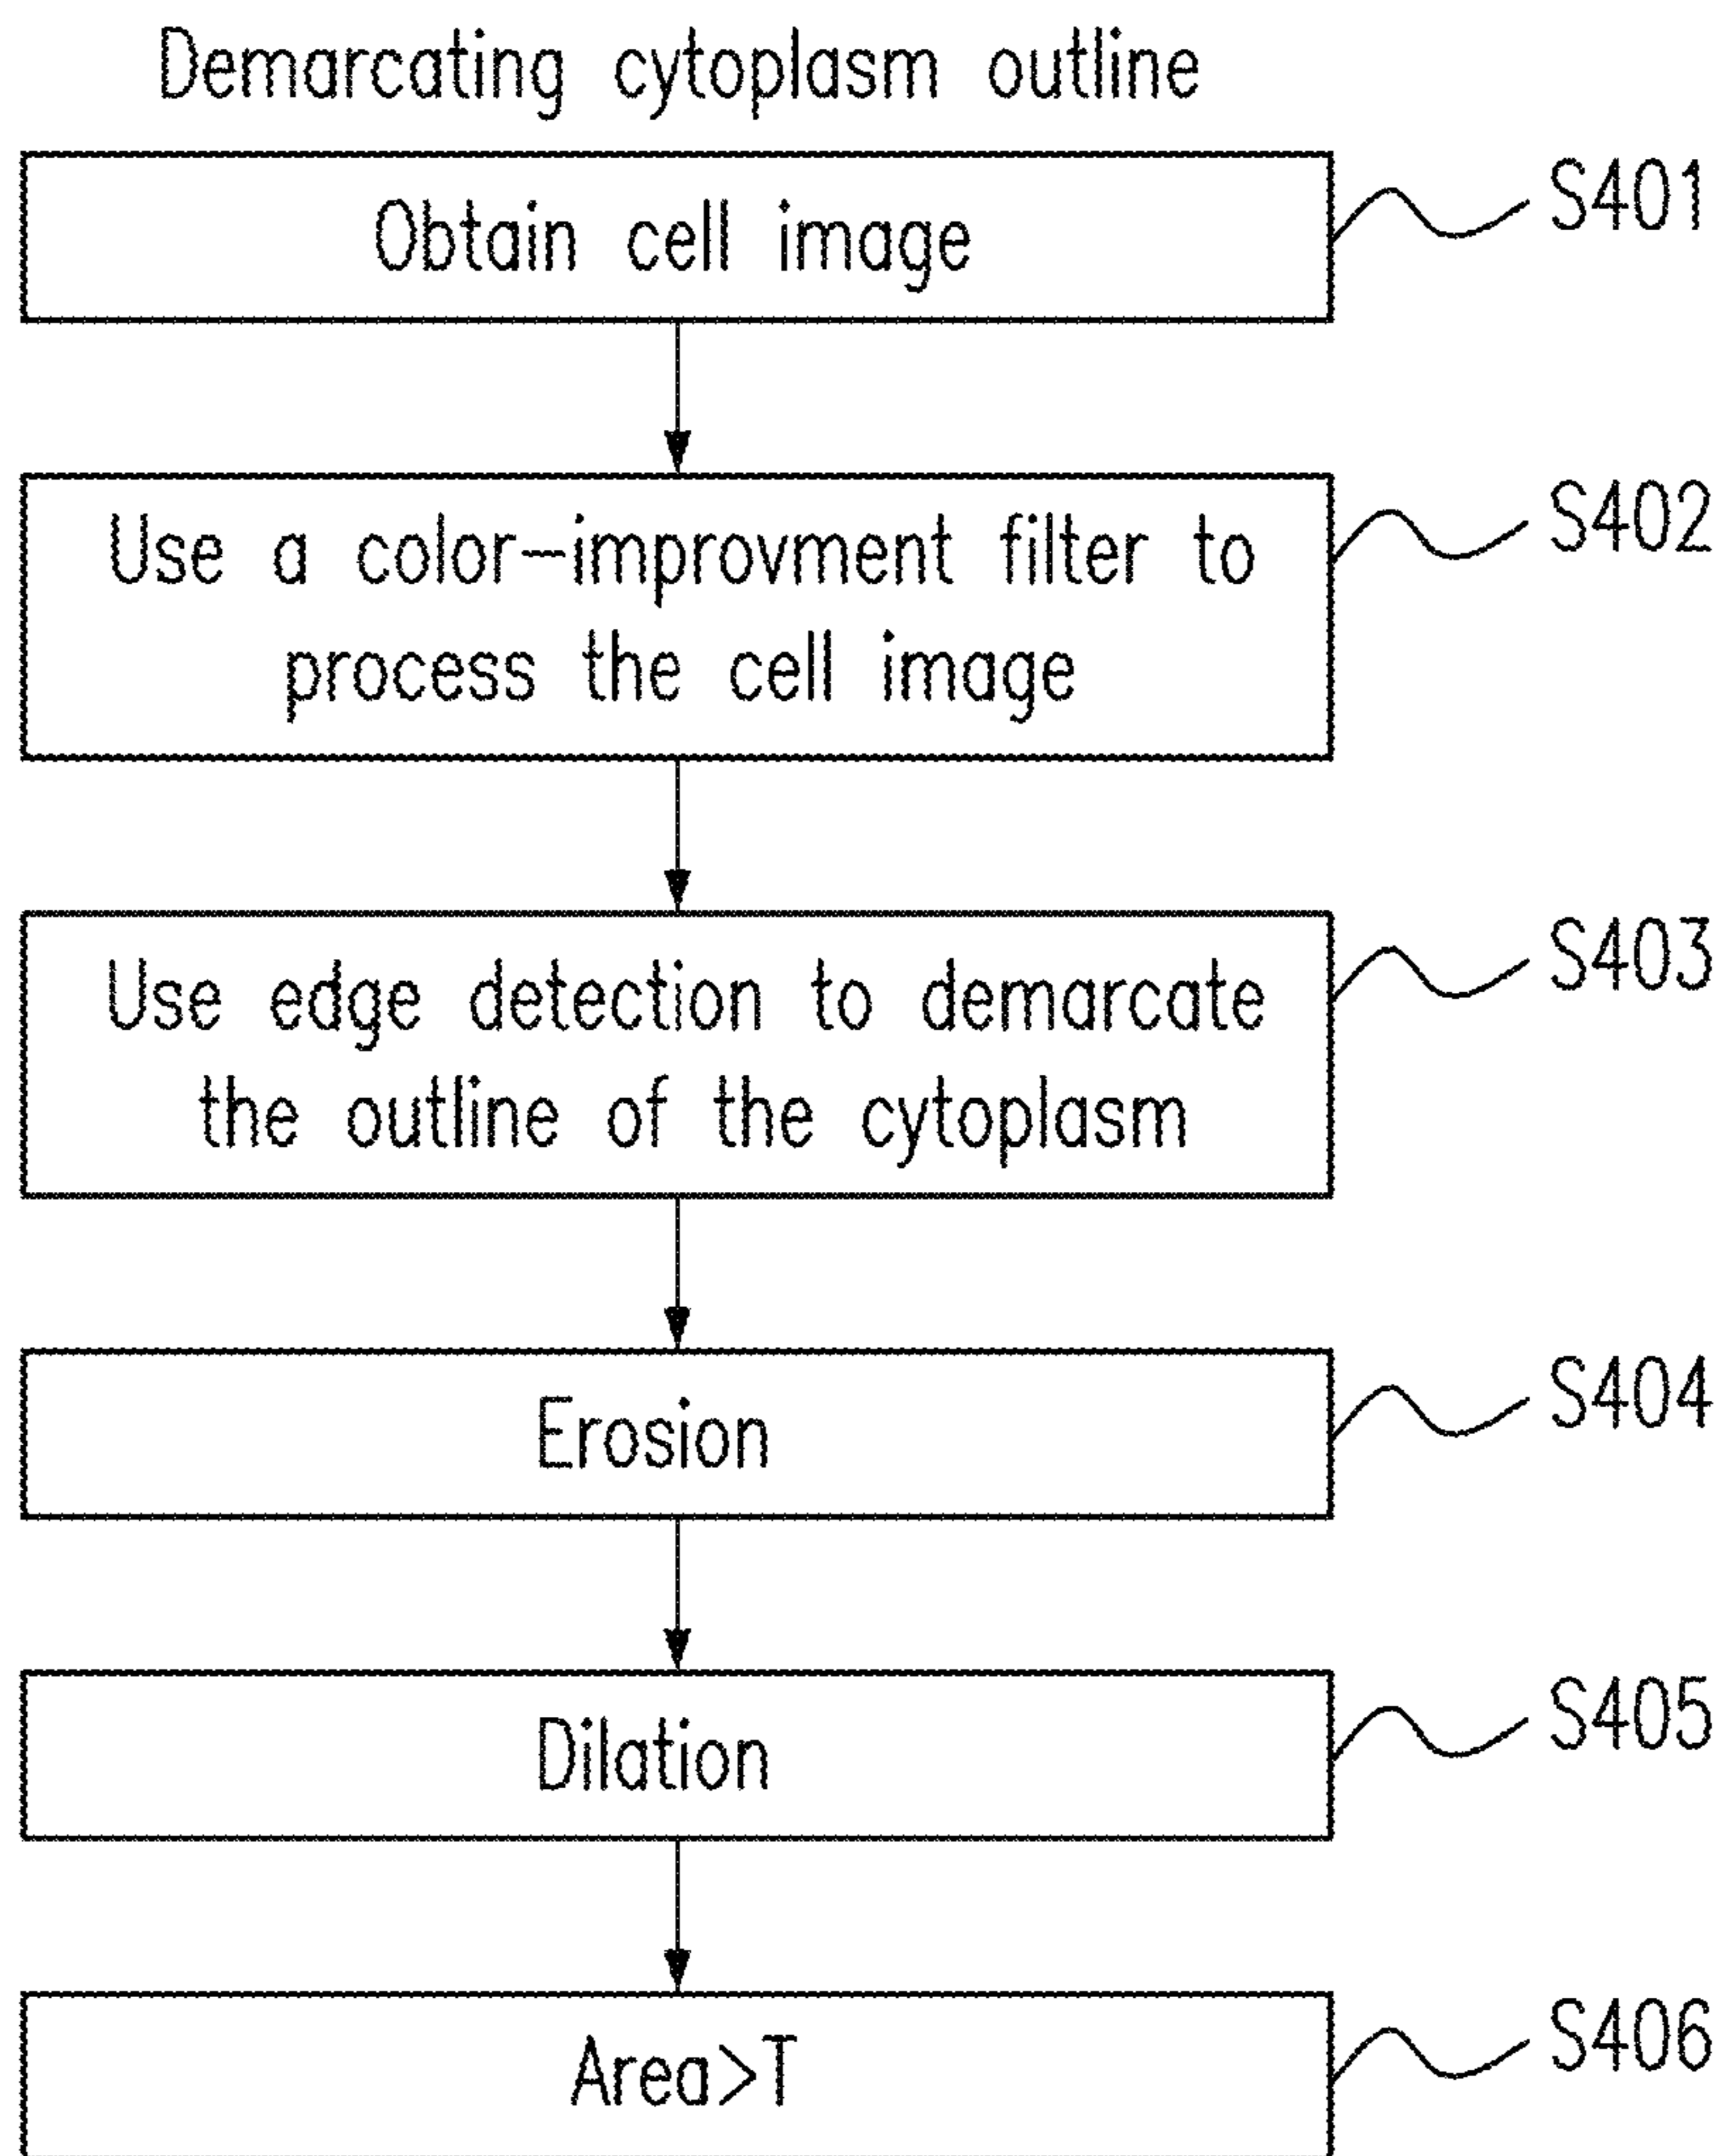 Demarcating cytoplasm outline
Obtain cell image
S401
Use a color-improvment filter to
process the cell image
S402
Use edge detection to demarcate
the outline of the cytoplasm
S403
Erosion
S404
Dilation
S405
Area>T
S406